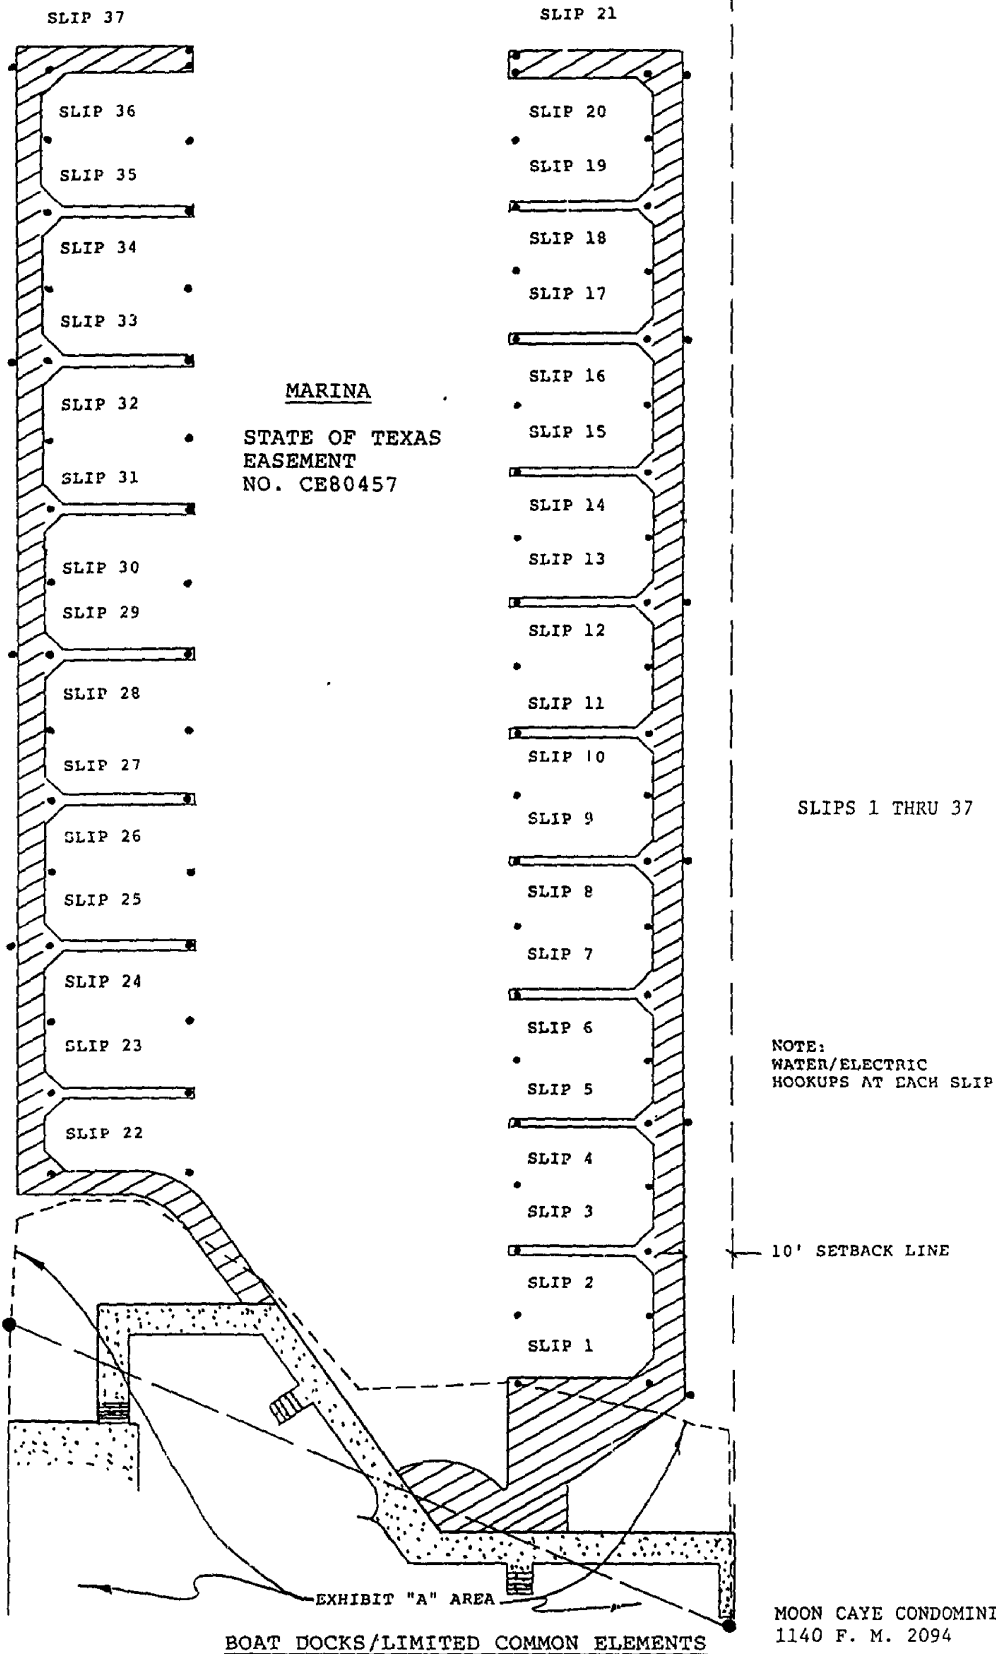 SLIP 37
SLIP 21
SLIP 36
SLIP 35
SLIP 34
SLIP 33
SLIP 32
SLIP 31
SLIP 30
SLIP 29
SLIP 28
SLIP 27
SLIP 26
SLIP 25
SLIP 24
SLIP 23
SLIP 22
MARINA
STATE OF TEXAS
EASEMENT
NO. CE80457
SLIP 20
SLIP 19
SLIP 18
SLIP 17
SLIP 16
SLIP 15
SLIP 14
SLIP 13
SLIP 12
SLIP 11
SLIP 10
SLIP 9
SLIP 8
SLIP 7
SLIP 6
SLIP 5
SLIP 4
SLIP 3
SLIP 2
SLIP 1
SLIPS 1 THRU 37
NOTE:
WATER/ELECTRIC
HOOKUPS AT EACH SLIP
10' SETBACK LINE
EXHIBIT "A" AREA
BOAT DOCKS/LIMITED COMMON ELEMENTS
MOON CAYE CONDOMINI
1140 F. M. 2094